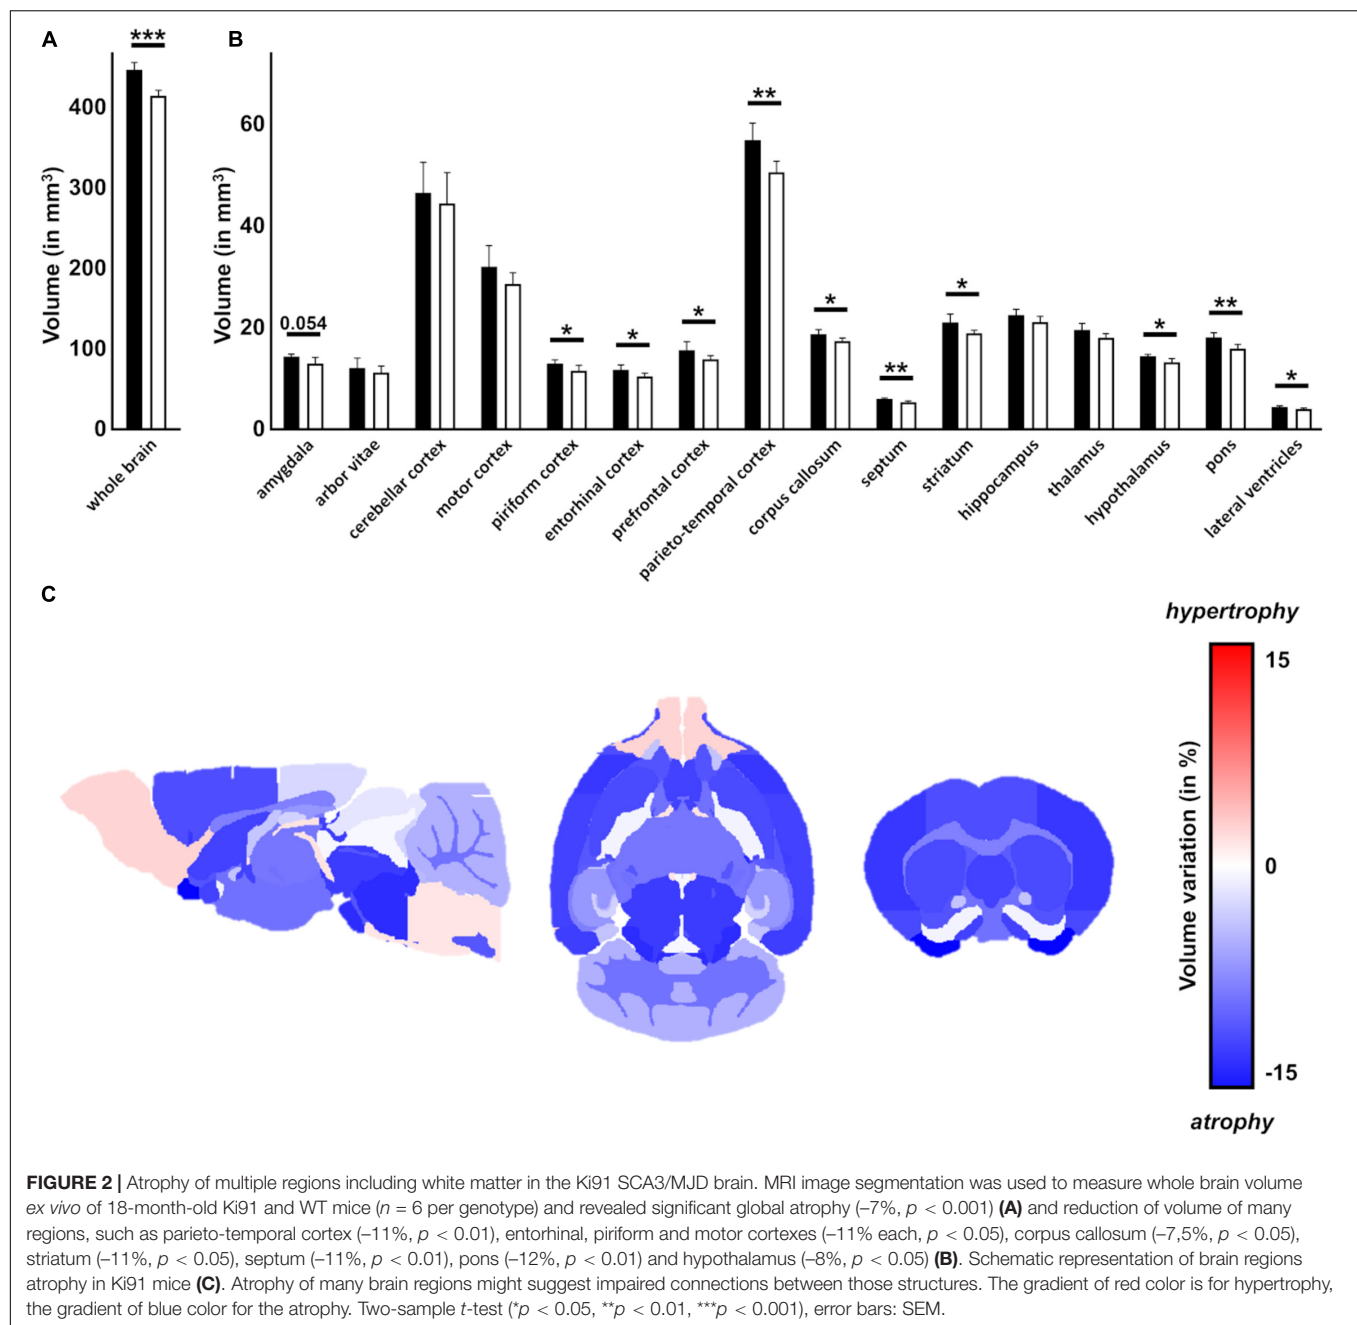 A
B
***
Volume (in mm³)
400
300
200
100
0
whole brain
Volume (in mm³)
60
40
20
0
0.054
*
*
*
**
*
**
*
*
**
*
amygdala
arbor vitae
cerebellar cortex
motor cortex
piriform cortex
entorhinal cortex
prefrontal cortex
parieto-temporal cortex
corpus callosum
septum
striatum
hippocampus
thalamus
hypothalamus
pons
lateral ventricles
C
hypertrophy
15
0
-15
Volume variation (in %)
atrophy
FIGURE 2 | Atrophy of multiple regions including white matter in the Ki91 SCA3/MJD brain. MRI image segmentation was used to measure whole brain volume
ex vivo of 18-month-old Ki91 and WT mice (n = 6 per genotype) and revealed significant global atrophy (–7%, p < 0.001) (A) and reduction of volume of many
regions, such as parieto-temporal cortex (–11%, p < 0.01), entorhinal, piriform and motor cortexes (–11% each, p < 0.05), corpus callosum (–7,5%, p < 0.05),
striatum (–11%, p < 0.05), septum (–11%, p < 0.01), pons (–12%, p < 0.01) and hypothalamus (–8%, p < 0.05) (B). Schematic representation of brain regions
atrophy in Ki91 mice (C). Atrophy of many brain regions might suggest impaired connections between those structures. The gradient of red color is for hypertrophy,
the gradient of blue color for the atrophy. Two-sample t-test (*p < 0.05, **p < 0.01, ***p < 0.001), error bars: SEM.